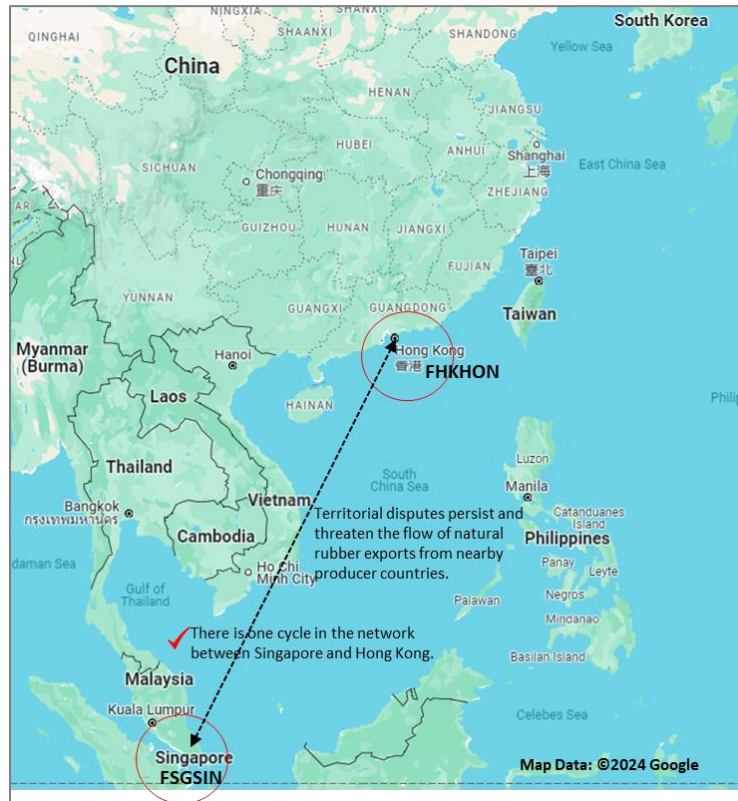 South Korea
NINGXIA
SHANXI
QINGHAI
SHAANXI
SHANDONG
Yellow Sea
China
HENAN
JIANGSU
HUBEI
ANHUI
Shanghai
上海
East China Sea
SICHUAN
Chongqing
重庆
ZHEJIANG
AR
HUNAN
JIANGXI
GUIZHOU
Taipei
臺北
FUJIAN
YUNNAN
GUANGXI
GUANGDONG
Taiwan
Myanmar
(Burma)
Hanoi
Hong Kong
香港
FHKHON
Laos
HAINAN
Phili
Thailand
Luzon
South
China Sea
Manila
Vietnam
Bangkok
กรุงเทพมหานคร
Territorial disputes persist and
threaten the flow of natural
rubber exports from nearby
producer countries.
Catanduanes
Island
Cambodia
Philippines
daman Sea
Ho Chi
Minh City
Panay
Leyte
Gulf of
Thailand
Negros
Palawan
Mindanao
There is one cycle in the network
between Singapore and Hong Kong.
Basilan Island
Malaysia
Kuala Lumpur
Celebes Sea
Singapore
FSGSIN
Map Data: ©2024 Google